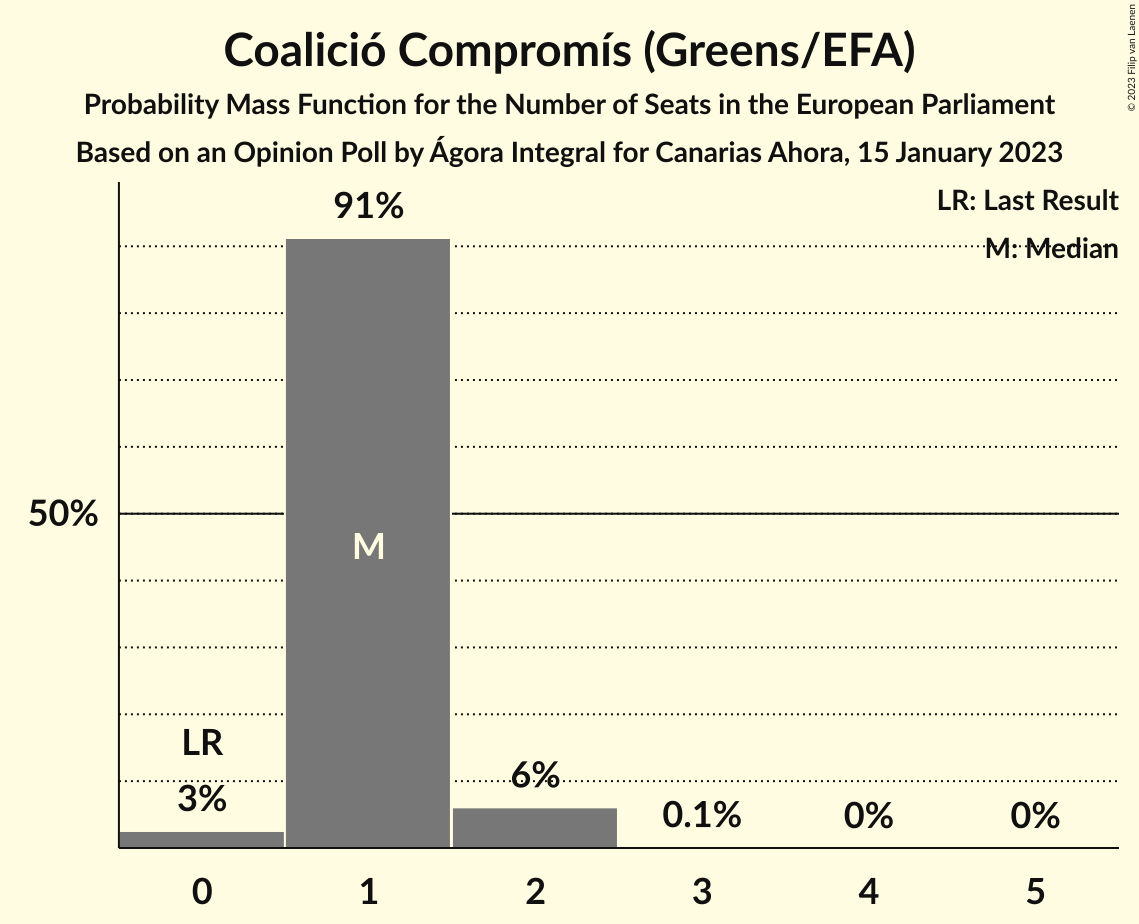 Coalició Compromís (Greens/EFA)
Probability Mass Function for the Number of Seats in the European Parliament
Based on an Opinion Poll by Ágora Integral for Canarias Ahora, 15 January 2023
© 2023 Filip van Laenen
LR: Last Result
M: Median
91%
50%
M
LR
3%
6%
0.1%
0%
0%
0 1 2 3 4 5